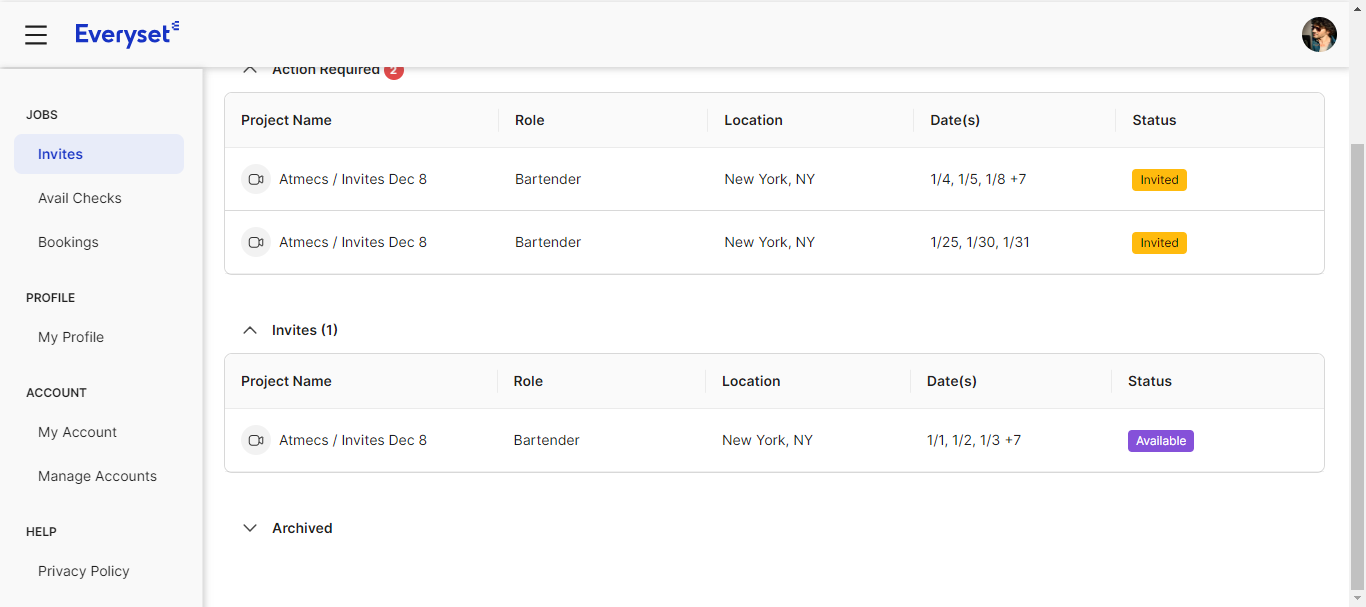 Everyset
Action Required 2
JOBS
Invites
Avail Checks
Bookings
PROFILE
My Profile
ACCOUNT
My Account
Manage Accounts
HELP
Privacy Policy
Project Name Role Location Date(s) Status
Atmecs / Invites Dec 8 Bartender New York, NY 1/4, 1/5, 1/8 +7 Invited
Atmecs / Invites Dec 8 Bartender New York, NY 1/25, 1/30, 1/31 Invited
Invites (1)
Project Name Role Location Date(s) Status
Atmecs / Invites Dec 8 Bartender New York, NY 1/1, 1/2, 1/3 +7 Available
Archived